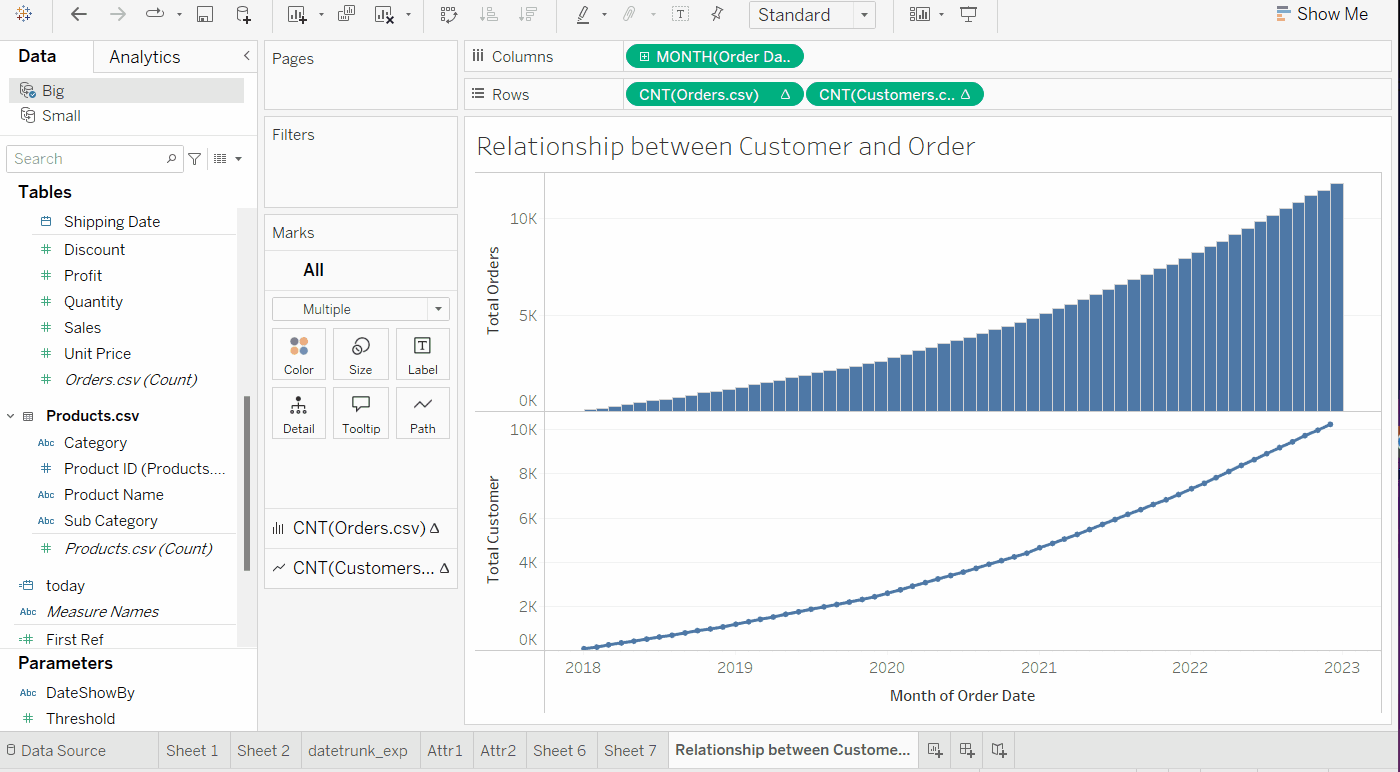 Standard
Show Me
Data
Analytics
Big
Small
Search
Tables
Shipping Date
Discount
Profit
Quantity
Sales
Unit Price
Orders.csv (Count)
Products.csv
Abc Category
Product ID (Products....
Abc Product Name
Abc Sub Category
Products.csv (Count)
today
Abc Measure Names
First Ref
Parameters
Abc DateShowBy
Threshold
Pages
Filters
Marks
All
Multiple
Color Size Label
Detail Tooltip Path
CNT(Orders.csv) Δ
CNT(Customers... Δ
Columns MONTH(Order Da..
Rows CNT(Orders.csv) Δ CNT(Customers.c.. Δ
Relationship between Customer and Order
Total Orders
10K
5K
0K
Total Customer
10K
8K
6K
4K
2K
0K
2018 2019 2020 2021 2022 2023
Month of Order Date
Data Source Sheet 1 Sheet 2 datetrunk_exp Attr1 Attr2 Sheet 6 Sheet 7 Relationship between Custome...